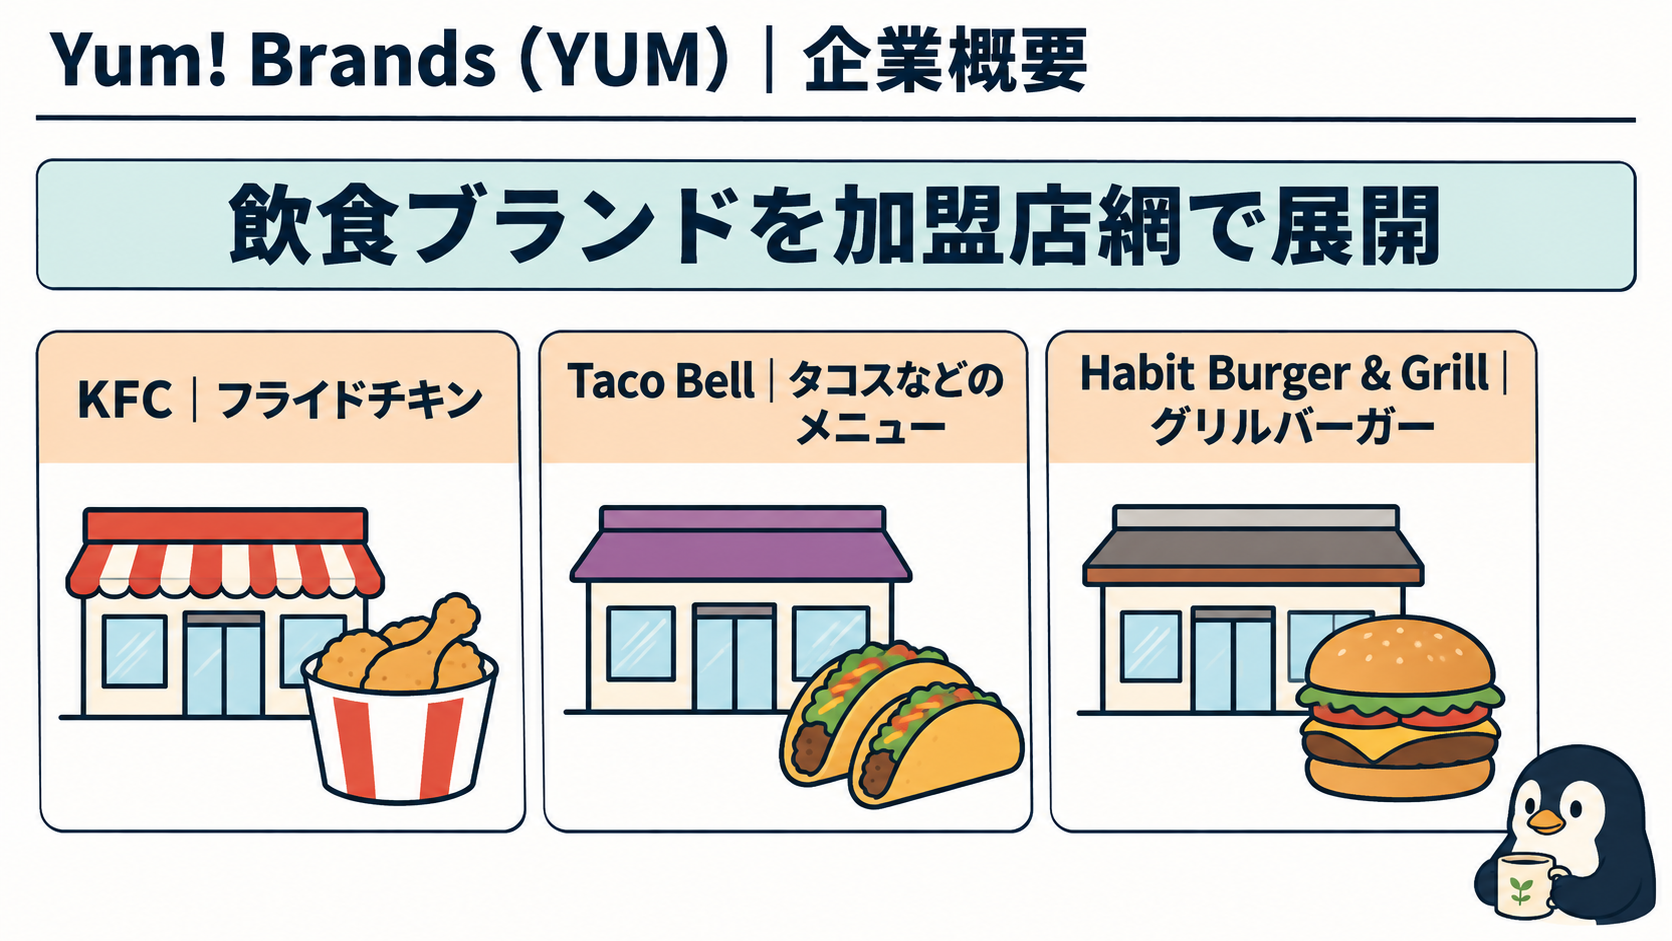 Yum! Brands（YUM）｜企業概要
飲食ブランドを加盟店網で展開
KFC｜フライドチキン
Taco Bell｜タコスなどの
メニュー
Habit Burger & Grill｜
グリルバーガー